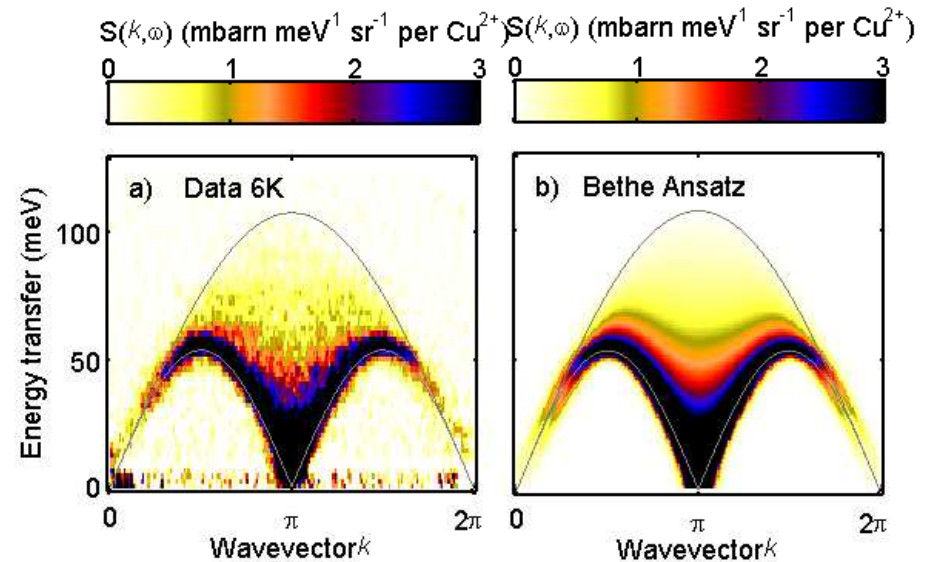 S(k,ω) (mbarn meV¹ sr⁻¹ per Cu²⁺)
0 1 2 3
a) Data 6K
Energy transfer (meV)
100
50
0
0 π 2π
Wavevector k
S(k,ω) (mbarn meV¹ sr⁻¹ per Cu²⁺)
0 1 2 3
b) Bethe Ansatz
0 π 2π
Wavevector k